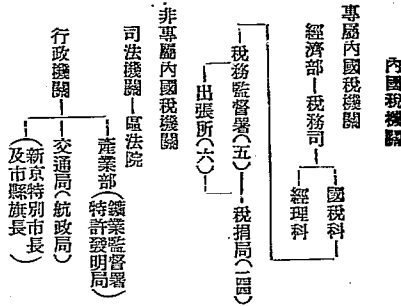 內國稅機關
專屬內國稅機關
經濟部—稅務司
國稅科
經理科
稅務監督署(五)—稅捐局(一四四)
出張所(六)
非專屬內國稅機關
司法機關—區法院
行政機關
產業部(鑛業監督署 特許發明局)
交通局(航政局)
(新京特別市長
及市縣旗長)